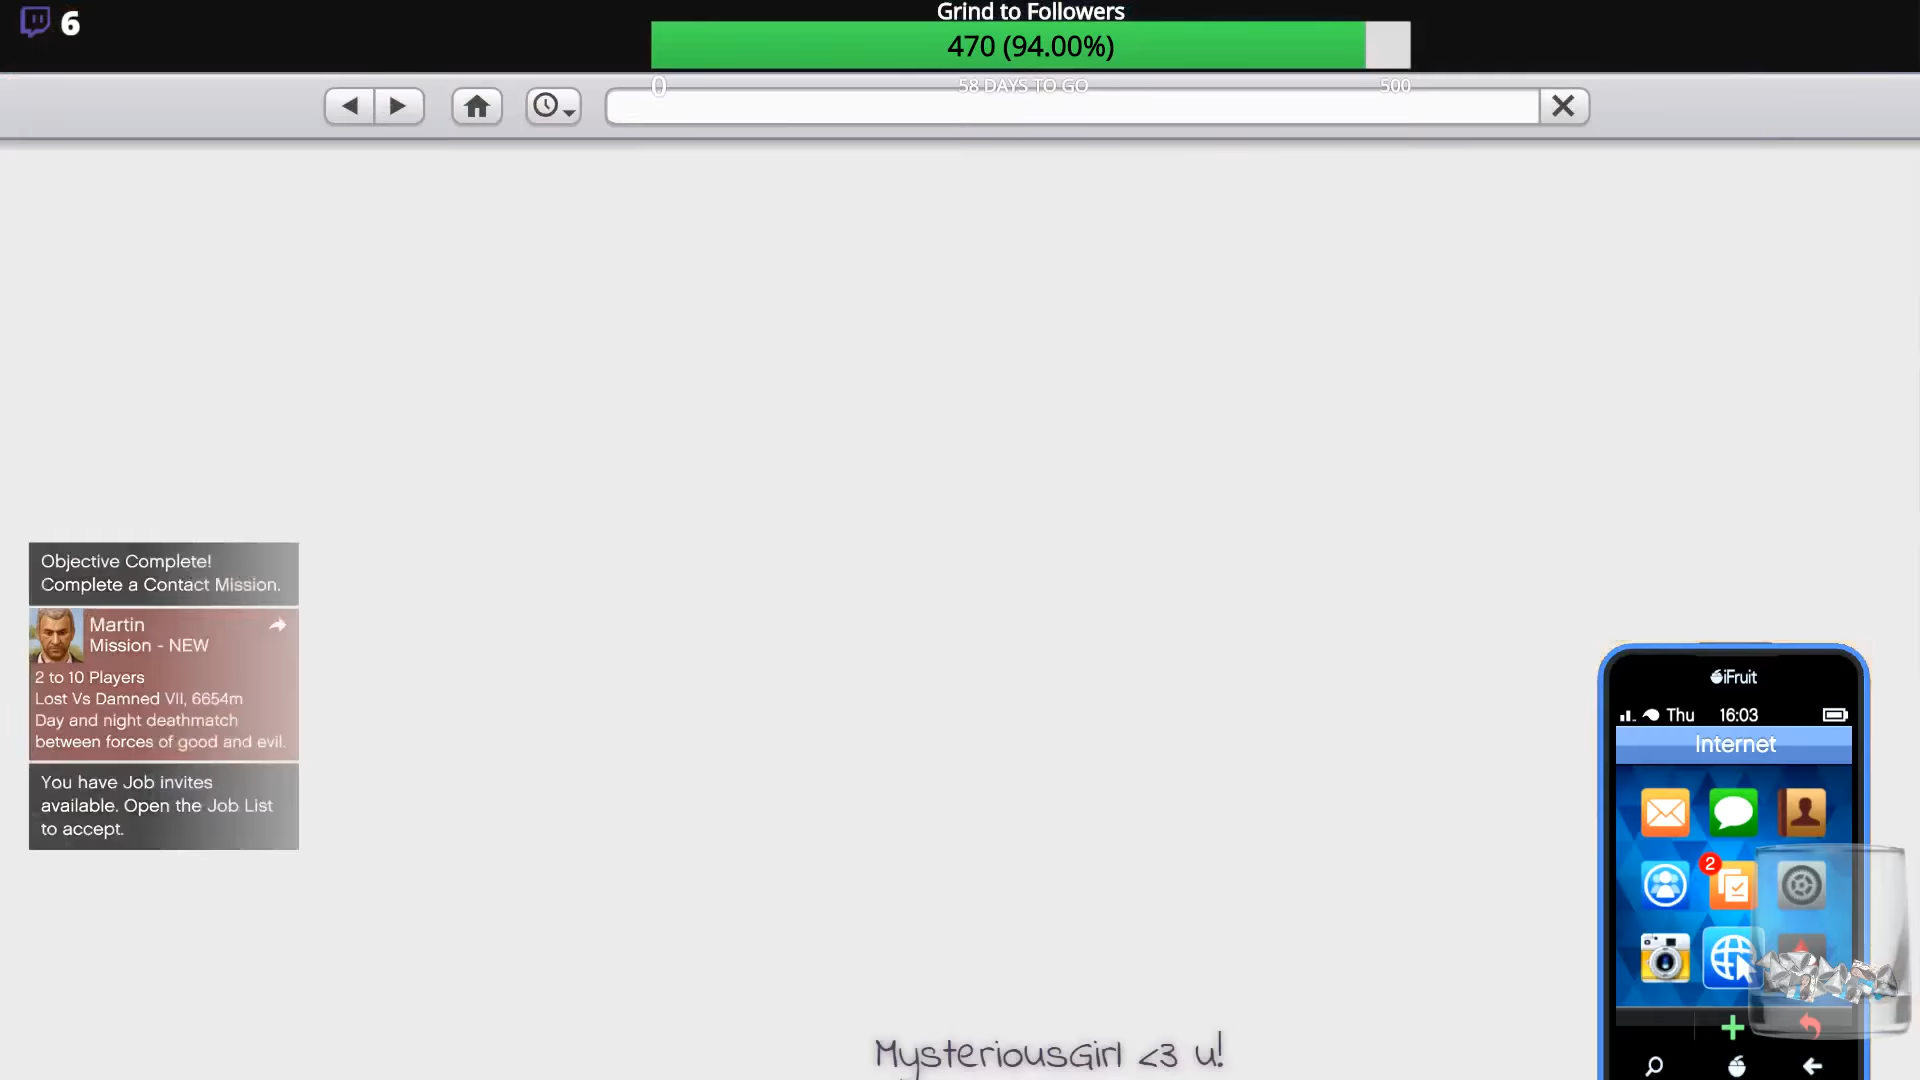 6
Grind to Followers
470 (94.00%)
0
58 DAYS TO GO
500
Objective Complete!
Complete a Contact Mission.
Martin
Mission - NEW
2 to 10 Players
Lost Vs Damned VII, 6654m
Day and night deathmatch
between forces of good and evil.
You have Job invites
available. Open the Job List
to accept.
iFruit
Thu 16:03
Internet
2
MysteriousGirl <3 u!